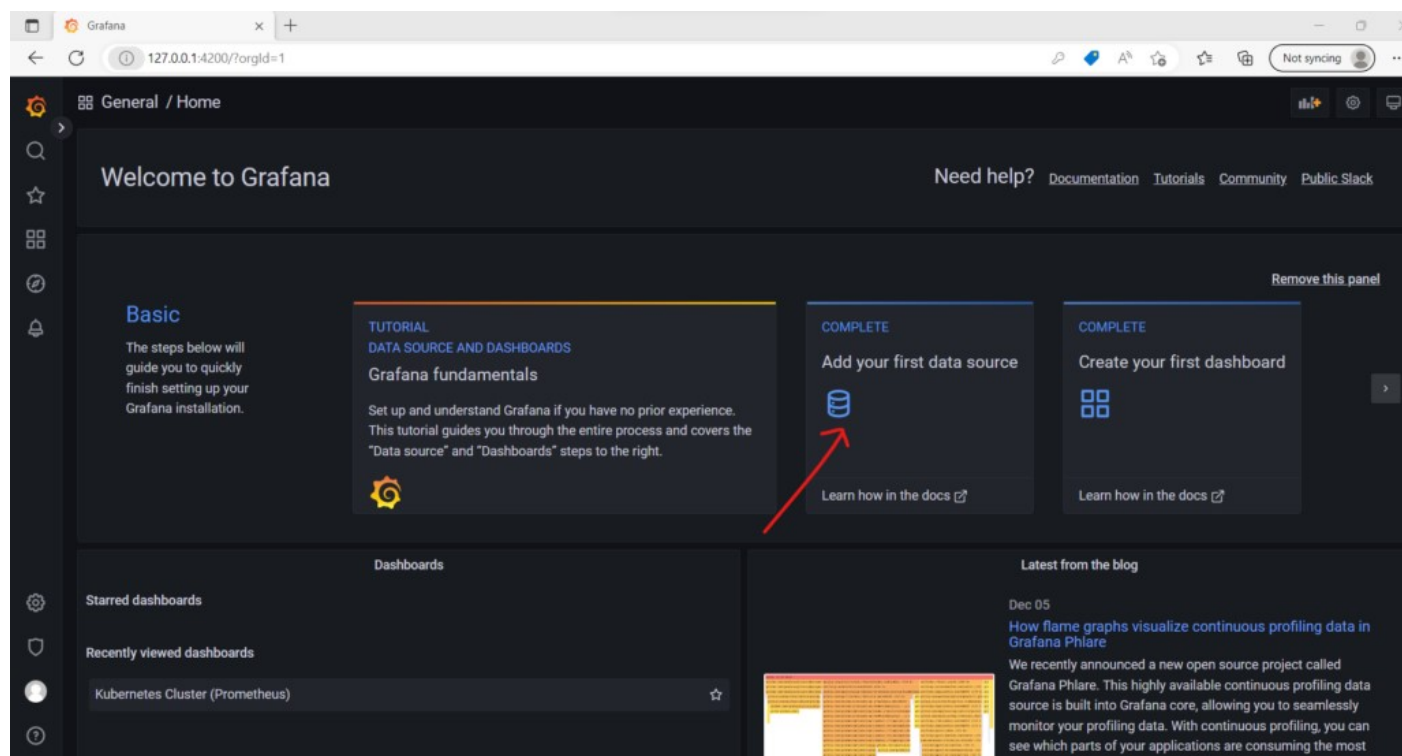 Grafana
127.0.0.1:4200/?orgId=1
Not syncing
General / Home
Welcome to Grafana
Need help? Documentation Tutorials Community Public Slack
Remove this panel
Basic
The steps below will
guide you to quickly
finish setting up your
Grafana installation.
TUTORIAL
DATA SOURCE AND DASHBOARDS
Grafana fundamentals
Set up and understand Grafana if you have no prior experience.
This tutorial guides you through the entire process and covers the
"Data source" and "Dashboards" steps to the right.
COMPLETE
Add your first data source
Learn how in the docs
COMPLETE
Create your first dashboard
Learn how in the docs
Dashboards
Starred dashboards
Recently viewed dashboards
Kubernetes Cluster (Prometheus)
Latest from the blog
Dec 05
How flame graphs visualize continuous profiling data in
Grafana Phlare
We recently announced a new open source project called
Grafana Phlare. This highly available continuous profiling data
source is built into Grafana core, allowing you to seamlessly
monitor your profiling data. With continuous profiling, you can
see which parts of your applications are consuming the most